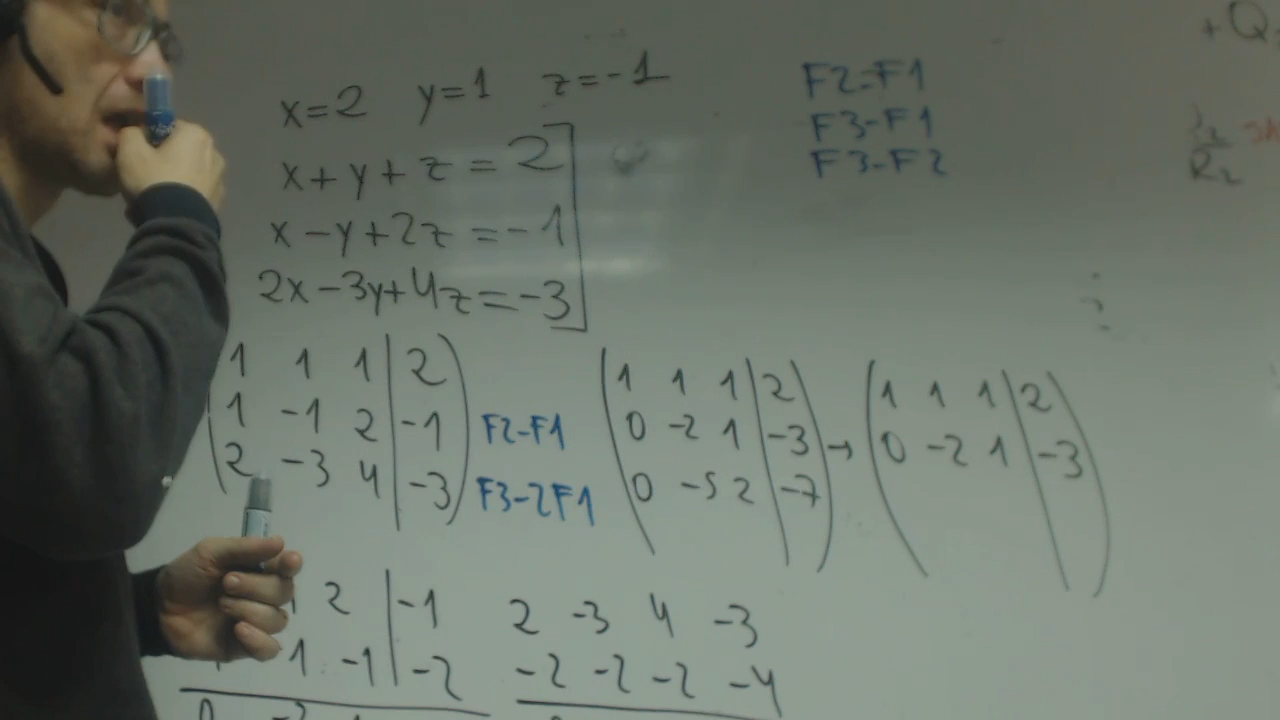 x=2 y=1 z=-1
x+y+z=2
x-y+2z=-1
2x-3y+4z=-3
F2=F1
F3-F1
F3-F2
+Q
R2
1 1 1 | 2
1 -1 2 | -1 F2-F1
2 -3 4 | -3 F3-2F1
1 1 1 | 2
0 -2 1 | -3 →
0 -5 2 | -7
1 1 1 | 2
0 -2 1 | -3
2 | -1
1 -1 | -2
2 -3 4 -3
-2 -2 -2 -4